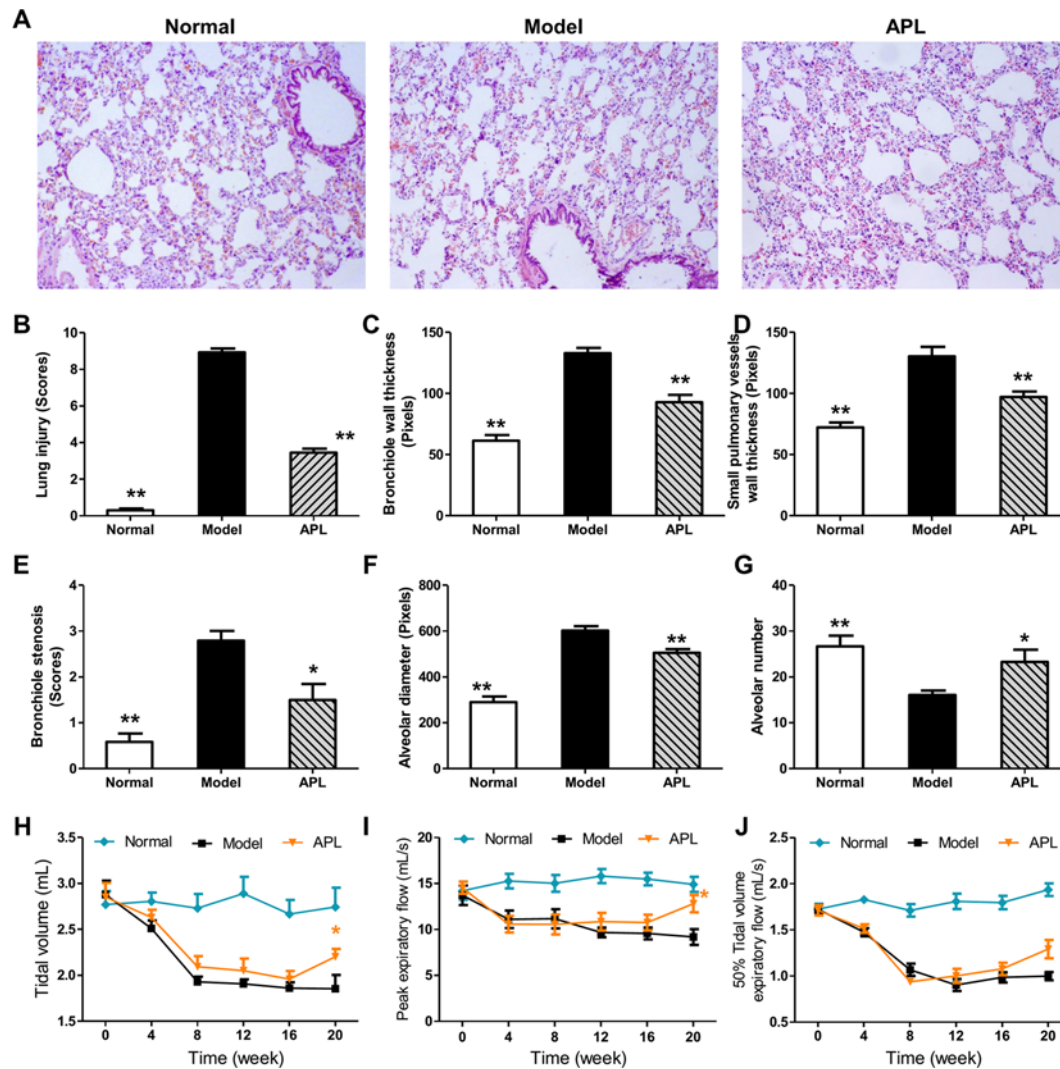 A
Normal
Model
APL
B
Lung injury (Scores)
10
8
6
4
2
0
**
**
Normal
Model
APL
C
Bronchiole wall thickness
(Pixels)
150
100
50
0
**
**
Normal
Model
APL
D
Small pulmonary vessels
wall thickness (Pixels)
150
100
50
0
**
**
Normal
Model
APL
E
Bronchiole stenosis
(Scores)
4
3
2
1
0
**
*
Normal
Model
APL
F
Alveolar diameter (Pixels)
800
600
400
200
0
**
**
Normal
Model
APL
G
Alveolar number
40
30
20
10
0
**
*
Normal
Model
APL
H
Normal
Model
APL
Tidal volume (mL)
3.5
3.0
2.5
2.0
1.5
*
0 4 8 12 16 20
Time (week)
I
Normal
Model
APL
Peak expiratory flow (mL/s)
20
15
10
5
0
*
0 4 8 12 16 20
Time (week)
J
Normal
Model
APL
50% Tidal volume
expiratory flow (mL/s)
2.5
2.0
1.5
1.0
0.5
0 4 8 12 16 20
Time (week)